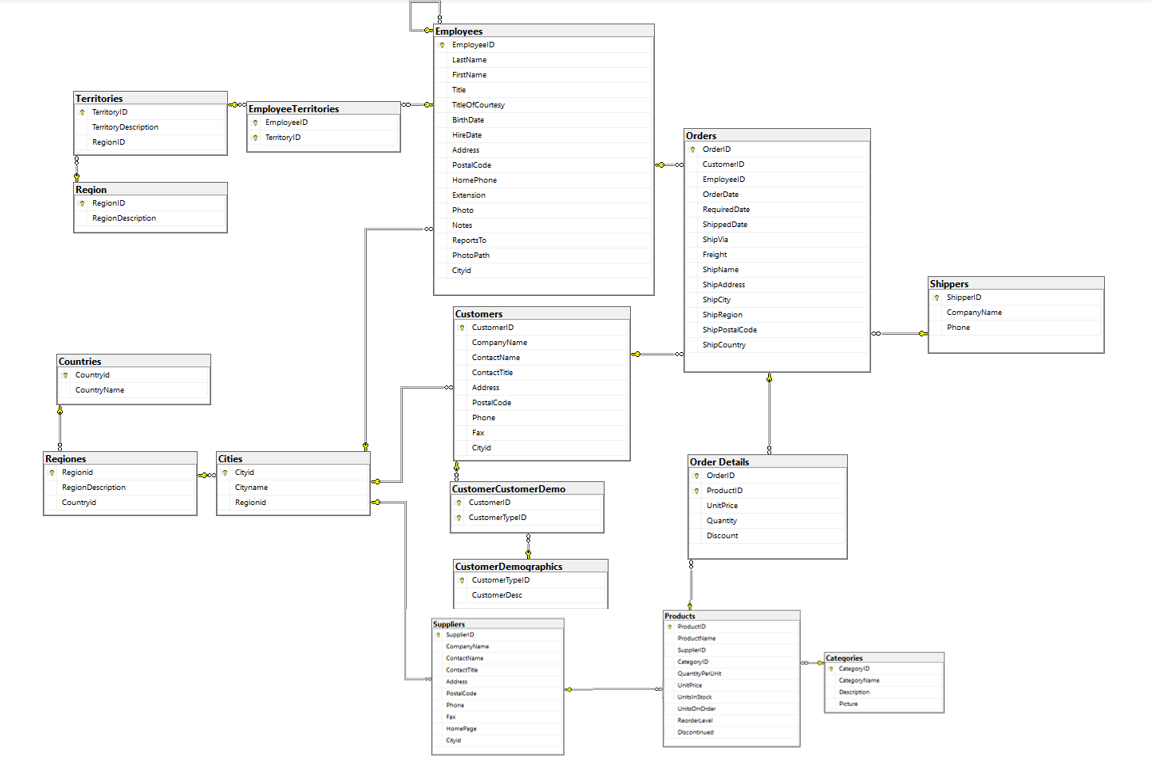 Employees
EmployeeID
LastName
FirstName
Title
TitleOfCourtesy
BirthDate
HireDate
Address
PostalCode
HomePhone
Extension
Photo
Notes
ReportsTo
PhotoPath
Cityid
Territories
TerritoryID
TerritoryDescription
RegionID
EmployeeTerritories
EmployeeID
TerritoryID
Region
RegionID
RegionDescription
Orders
OrderID
CustomerID
EmployeeID
OrderDate
RequiredDate
ShippedDate
ShipVia
Freight
ShipName
ShipAddress
ShipCity
ShipRegion
ShipPostalCode
ShipCountry
Shippers
ShipperID
CompanyName
Phone
Customers
CustomerID
CompanyName
ContactName
ContactTitle
Address
PostalCode
Phone
Fax
Cityid
Countries
Countryid
CountryName
Regiones
Regionid
RegionDescription
Countryid
Cities
Cityid
Cityname
Regionid
CustomerCustomerDemo
CustomerID
CustomerTypeID
CustomerDemographics
CustomerTypeID
CustomerDesc
Order Details
OrderID
ProductID
UnitPrice
Quantity
Discount
Suppliers
SupplierID
CompanyName
ContactName
ContactTitle
Address
PostalCode
Phone
Fax
HomePage
Cityid
Products
ProductID
ProductName
SupplierID
CategoryID
QuantityPerUnit
UnitPrice
UnitsInStock
UnitsOnOrder
ReorderLevel
Discontinued
Categories
CategoryID
CategoryName
Description
Picture